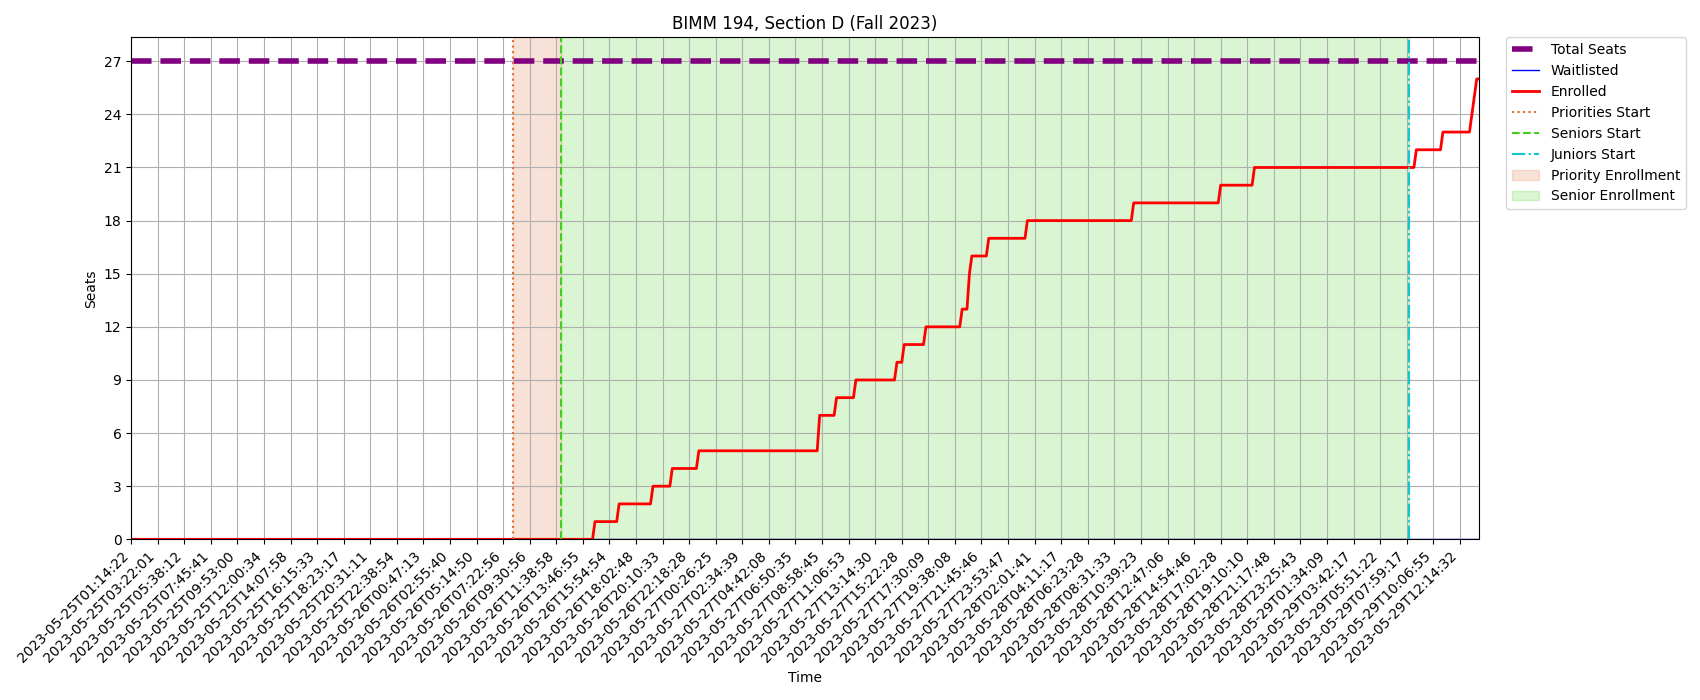 BIMM 194, Section D (Fall 2023)
Total Seats
Waitlisted
Enrolled
Priorities Start
Seniors Start
Juniors Start
Priority Enrollment
Senior Enrollment
Seats
27
24
21
18
15
12
9
6
3
0
2023-05-25T01:14:22
2023-05-25T03:22:01
2023-05-25T05:38:12
2023-05-25T07:45:41
2023-05-25T09:53:00
2023-05-25T12:00:34
2023-05-25T14:07:58
2023-05-25T16:15:33
2023-05-25T18:23:17
2023-05-25T20:31:11
2023-05-25T22:38:54
2023-05-26T00:47:13
2023-05-26T02:55:40
2023-05-26T05:14:50
2023-05-26T07:22:56
2023-05-26T09:30:56
2023-05-26T11:38:58
2023-05-26T13:46:55
2023-05-26T15:54:54
2023-05-26T18:02:48
2023-05-26T20:10:33
2023-05-26T22:18:28
2023-05-27T00:26:25
2023-05-27T02:34:39
2023-05-27T04:42:08
2023-05-27T06:50:35
2023-05-27T08:58:45
2023-05-27T11:06:53
2023-05-27T13:14:30
2023-05-27T15:22:28
2023-05-27T17:30:09
2023-05-27T19:38:08
2023-05-27T21:45:46
2023-05-27T23:53:47
2023-05-28T02:01:41
2023-05-28T04:11:17
2023-05-28T06:23:28
2023-05-28T08:31:33
2023-05-28T10:39:23
2023-05-28T12:47:06
2023-05-28T14:54:46
2023-05-28T17:02:28
2023-05-28T19:10:10
2023-05-28T21:17:48
2023-05-28T23:25:43
2023-05-29T01:34:09
2023-05-29T03:42:17
2023-05-29T05:51:22
2023-05-29T07:59:17
2023-05-29T10:06:55
2023-05-29T12:14:32
Time